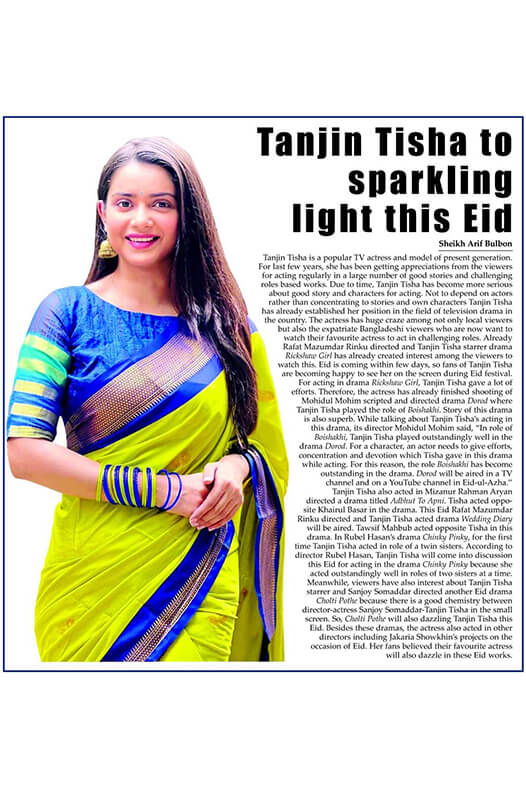 Tanjin Tisha to
sparkling
light this Eid
Sheikh Arif Bulbon
Tanjin Tisha is a popular TV actress and model of present generation.
For last few years, she has been getting appreciations from the viewers
for acting regularly in a large number of good stories and challenging
roles based works. Due to time, Tanjin Tisha has become more serious
about good story and characters for acting. Not to depend on actors
rather than concentrating to stories and own characters Tanjin Tisha
has already established her position in the field of television drama in
the country. The actress has huge craze among not only local viewers
but also the expatriate Bangladeshi viewers who are now want to
watch their favourite actress to act in challenging roles. Already
Rafat Mazumdar Rinku directed and Tanjin Tisha starrer drama
Rickshaw Girl has already created interest among the viewers to
watch this. Eid is coming within few days, so fans of Tanjin Tisha
are becoming happy to see her on the screen during Eid festival.
For acting in drama Rickshaw Girl, Tanjin Tisha gave a lot of
efforts. Therefore, the actress has already finished shooting of
Mohidul Mohim scripted and directed drama Dorod where
Tanjin Tisha played the role of Boishakhi. Story of this drama
is also superb. While talking about Tanjin Tisha's acting in
this drama, its director Mohidul Mohim said, "In role of
Boishakhi, Tanjin Tisha played outstandingly well in the
drama Dorod. For a character, an actor needs to give efforts,
concentration and devotion which Tisha gave in this drama
while acting. For this reason, the role Boishakhi has become
outstanding in the drama. Dorod will be aired in a TV
channel and on a YouTube channel in Eid-ul-Azha."
Tanjin Tisha also acted in Mizanur Rahman Aryan
directed a drama titled Adbhut To Apni. Tisha acted oppo-
site Khairul Basar in the drama. This Eid Rafat Mazumdar
Rinku directed and Tanjin Tisha acted drama Wedding Diary
will be aired. Tawsif Mahbub acted opposite Tisha in this
drama. In Rubel Hasan's drama Chinky Pinky, for the first
time Tanjin Tisha acted in role of a twin sisters. According to
director Rubel Hasan, Tanjin Tisha will come into discussion
this Eid for acting in the drama Chinky Pinky because she
acted outstandingly well in roles of two sisters at a time.
Meanwhile, viewers have also interest about Tanjin Tisha
starrer and Sanjoy Somaddar directed another Eid drama
Cholti Pothe because there is a good chemistry between
director-actress Sanjoy Somaddar-Tanjin Tisha in the small
screen. So, Cholti Pothe will also dazzling Tanjin Tisha this
Eid. Besides these dramas, the actress also acted in other
directors including Jakaria Showkhin's projects on the
occasion of Eid. Her fans believed their favourite actress
will also dazzle in these Eid works.